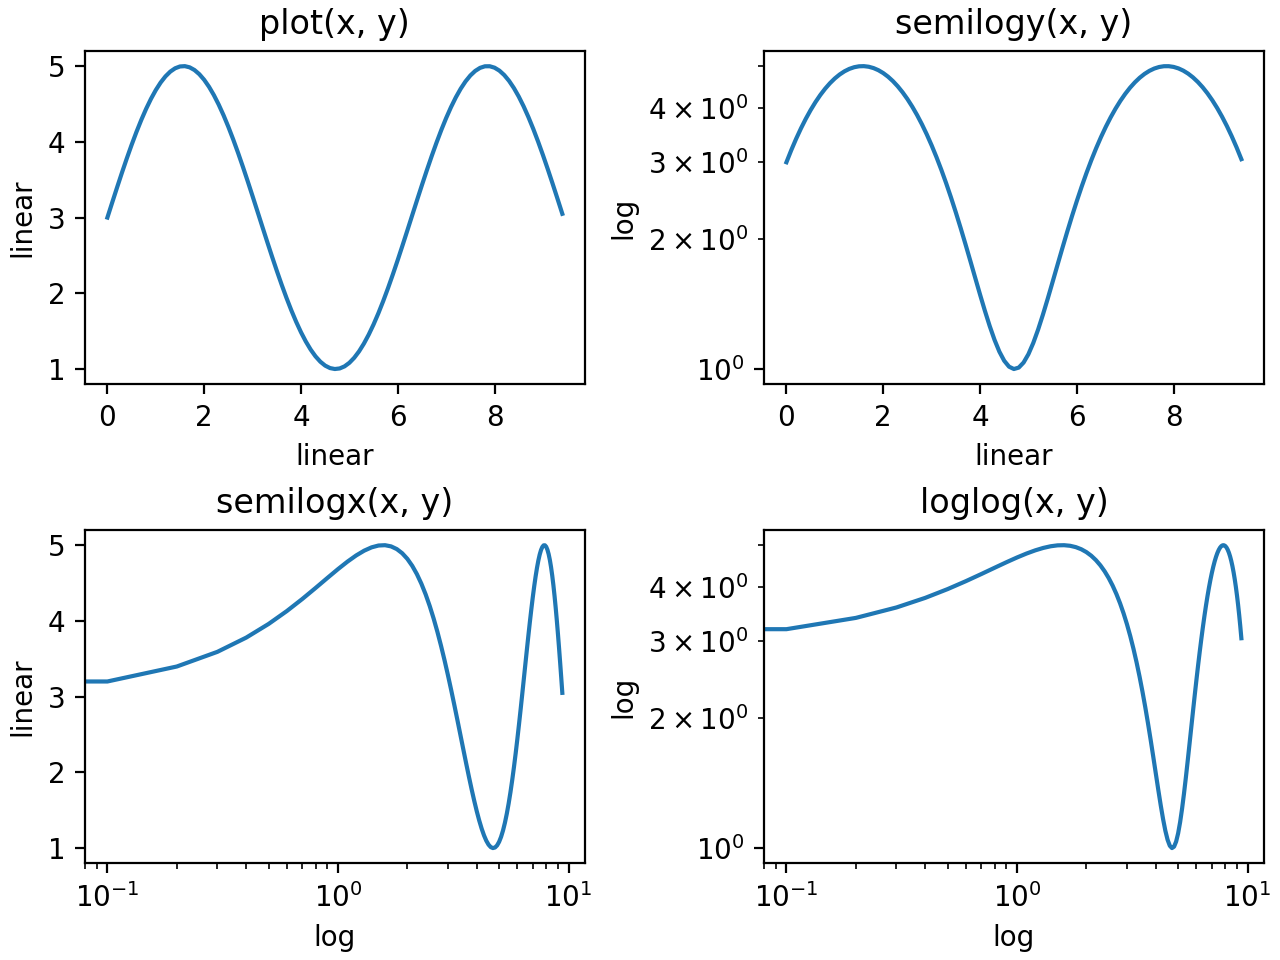 plot(x, y)
5
4
3
2
1
linear
0 2 4 6 8
linear
semilogy(x, y)
4 × 10⁰
3 × 10⁰
2 × 10⁰
10⁰
log
0 2 4 6 8
linear
semilogx(x, y)
5
4
3
2
1
linear
10⁻¹ 10⁰ 10¹
log
loglog(x, y)
4 × 10⁰
3 × 10⁰
2 × 10⁰
10⁰
log
10⁻¹ 10⁰ 10¹
log